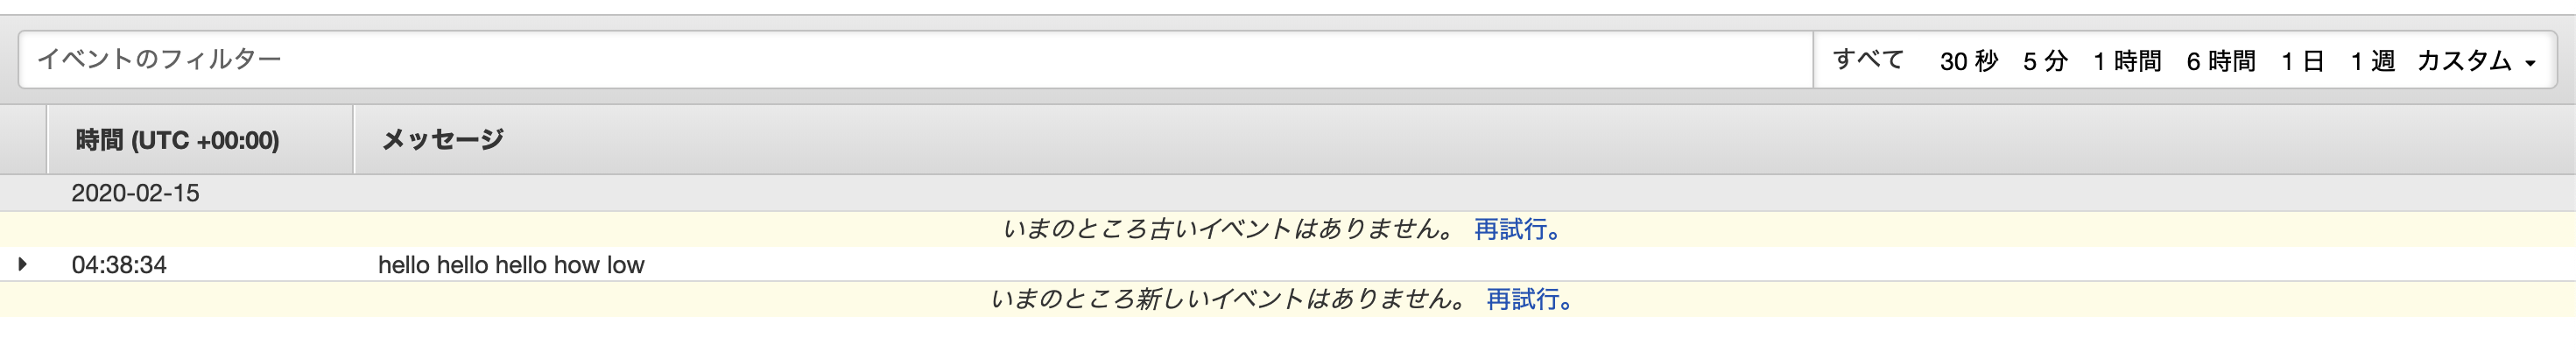 イベントのフィルター すべて 30 秒 5 分 1 時間 6 時間 1 日 1 週 カスタム
時間 (UTC +00:00) メッセージ
2020-02-15
いまのところ古いイベントはありません。 再試行。
04:38:34 hello hello hello how low
いまのところ新しいイベントはありません。 再試行。